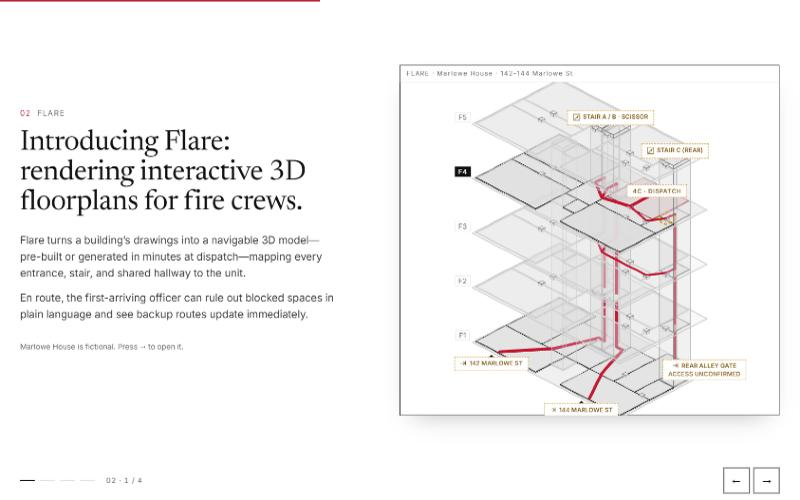 02 FLARE
Introducing Flare:
rendering interactive 3D
floorplans for fire crews.
Flare turns a building's drawings into a navigable 3D model—
pre-built or generated in minutes at dispatch—mapping every
entrance, stair, and shared hallway to the unit.
En route, the first-arriving officer can rule out blocked spaces in
plain language and see backup routes update immediately.
Marlowe House is fictional. Press → to open it.
FLARE · Marlowe House · 142–144 Marlowe St
F5
STAIR A / B · SCISSOR
STAIR C (REAR)
F4
4C · DISPATCH
F3
F2
F1
142 MARLOWE ST
REAR ALLEY GATE
ACCESS UNCONFIRMED
144 MARLOWE ST
02 · 1 / 4
← →